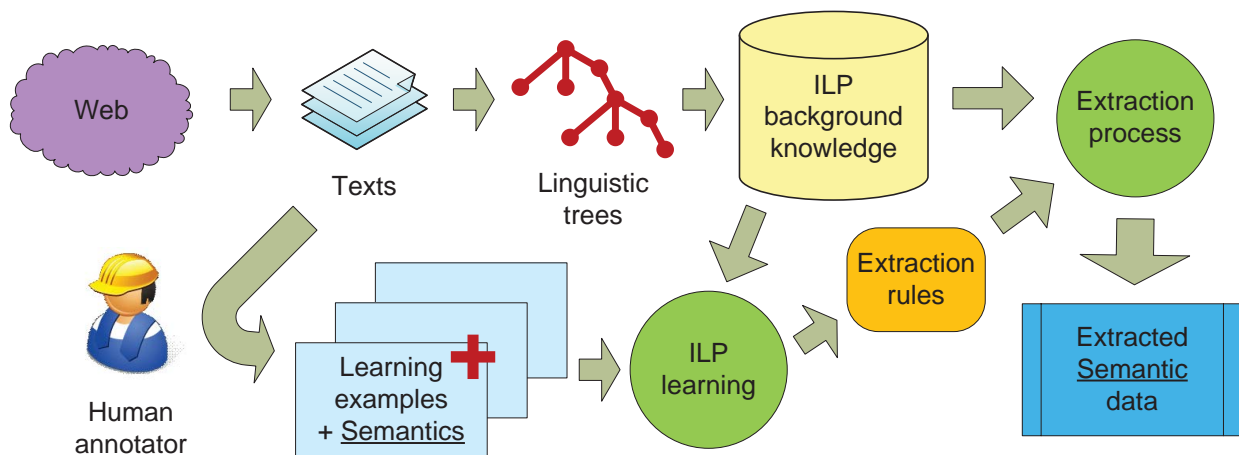 Web
Texts
Linguistic
trees
ILP
background
knowledge
Extraction
process
Human
annotator
Learning
examples
+ Semantics
ILP
learning
Extraction
rules
Extracted
Semantic
data